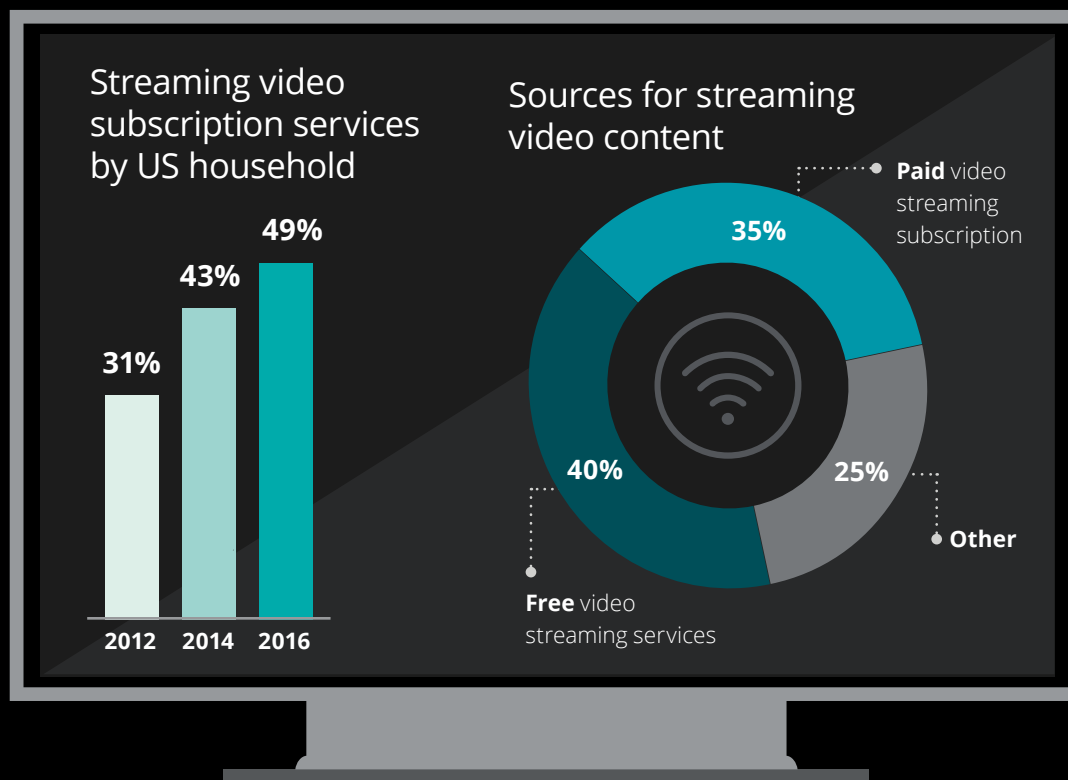 Streaming video
subscription services
by US household
49%
43%
31%
2012 2014 2016
Sources for streaming
video content
Paid video
streaming
subscription
35%
40%
25%
Other
Free video
streaming services